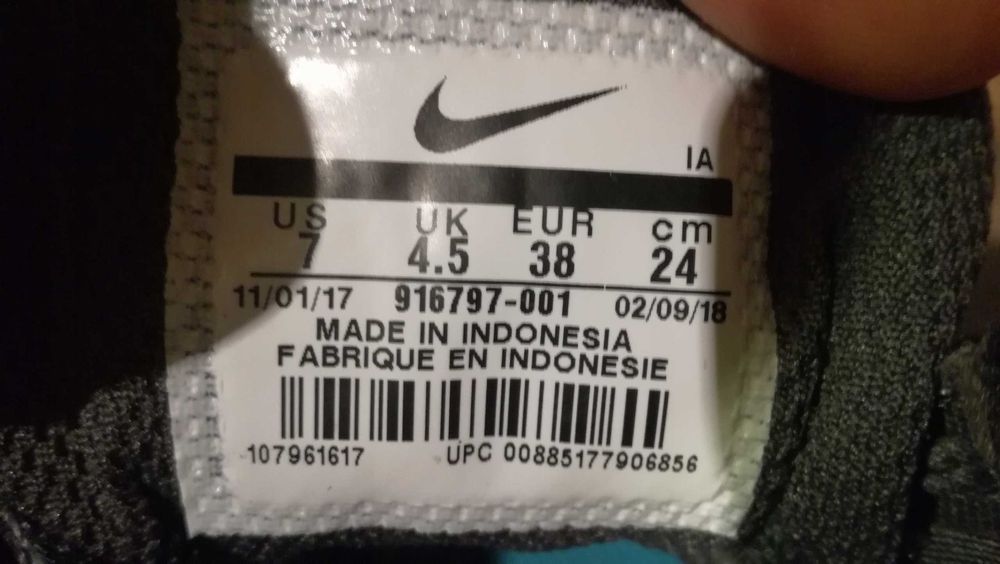 IA
US UK EUR cm
7 4.5 38 24
11/01/17 916797-001 02/09/18
MADE IN INDONESIA
FABRIQUE EN INDONESIE
107961617 UPC 00885177906856